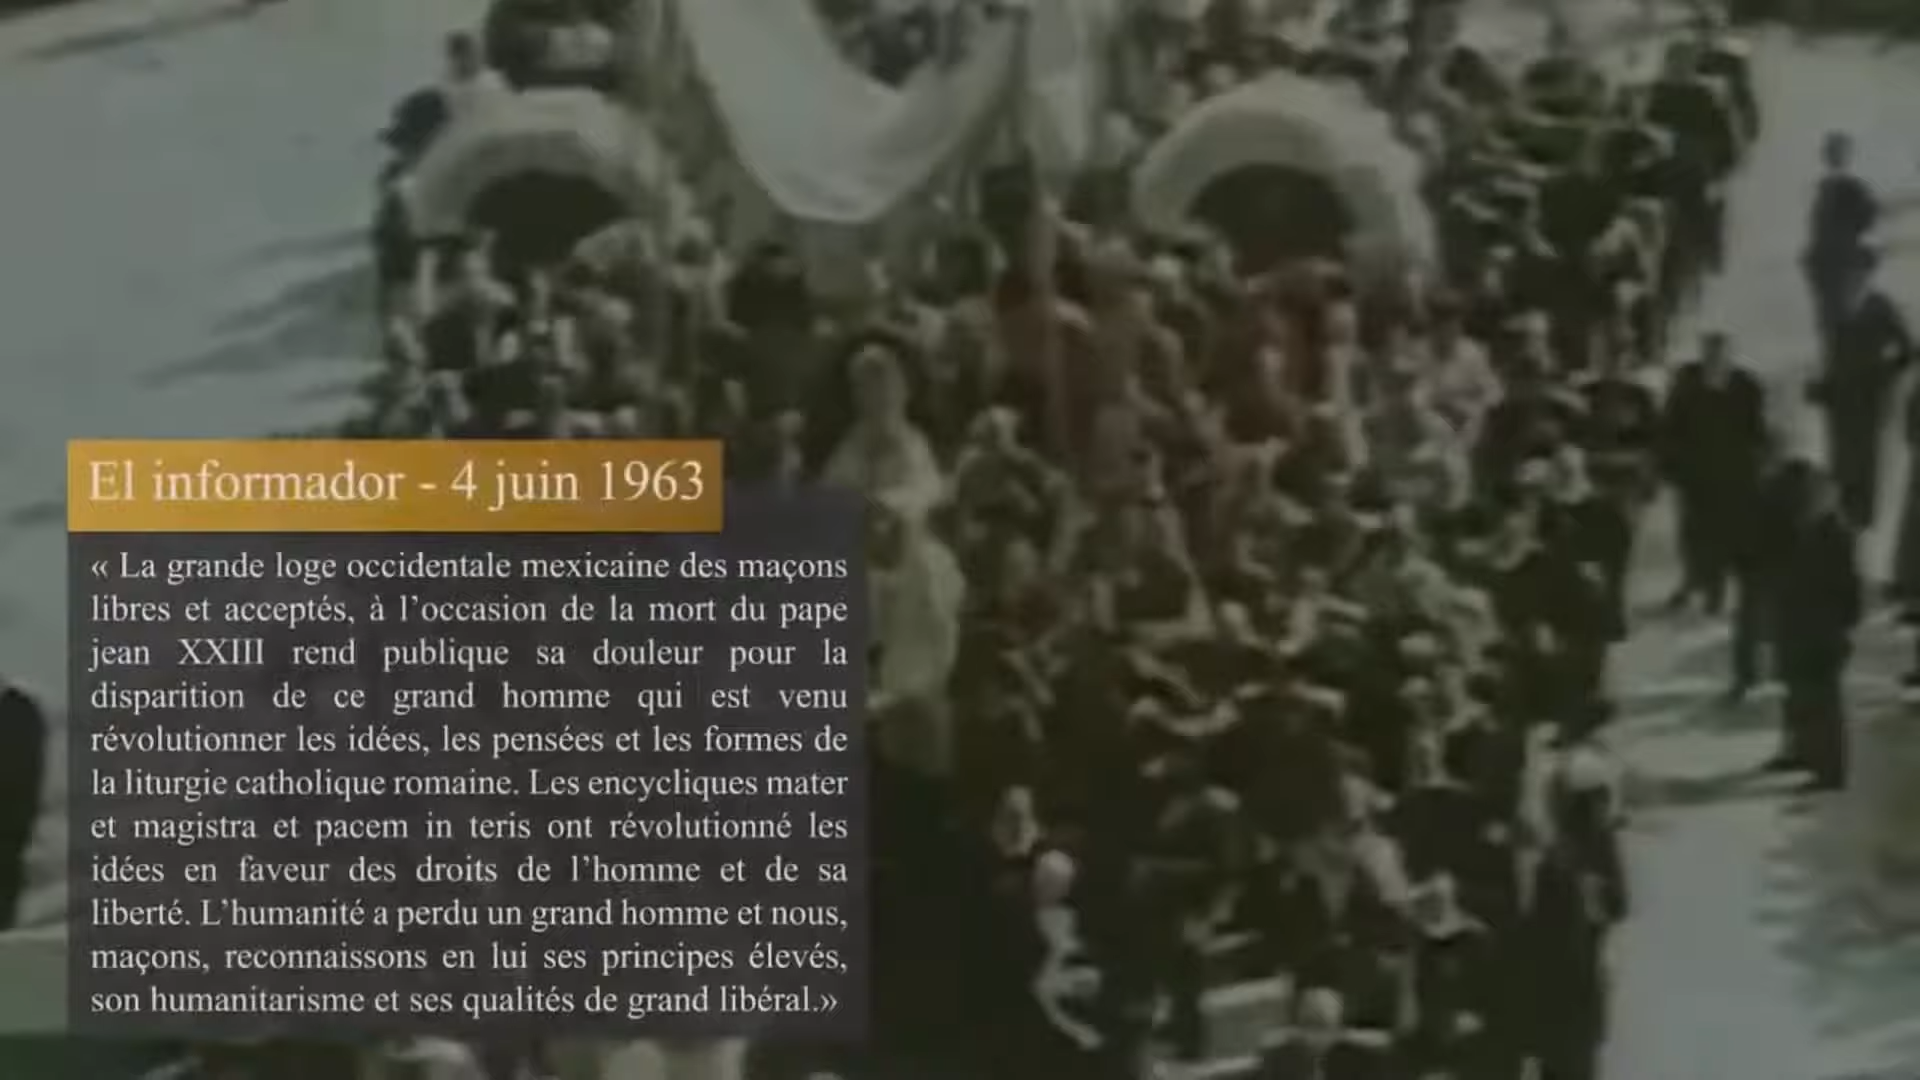 El informador - 4 juin 1963
« La grande loge occidentale mexicaine des maçons
libres et acceptés, à l’occasion de la mort du pape
jean XXIII rend publique sa douleur pour la
disparition de ce grand homme qui est venu
révolutionner les idées, les pensées et les formes de
la liturgie catholique romaine. Les encycliques mater
et magistra et pacem in teris ont révolutionné les
idées en faveur des droits de l’homme et de sa
liberté. L’humanité a perdu un grand homme et nous,
maçons, reconnaissons en lui ses principes élevés,
son humanitarisme et ses qualités de grand libéral.»